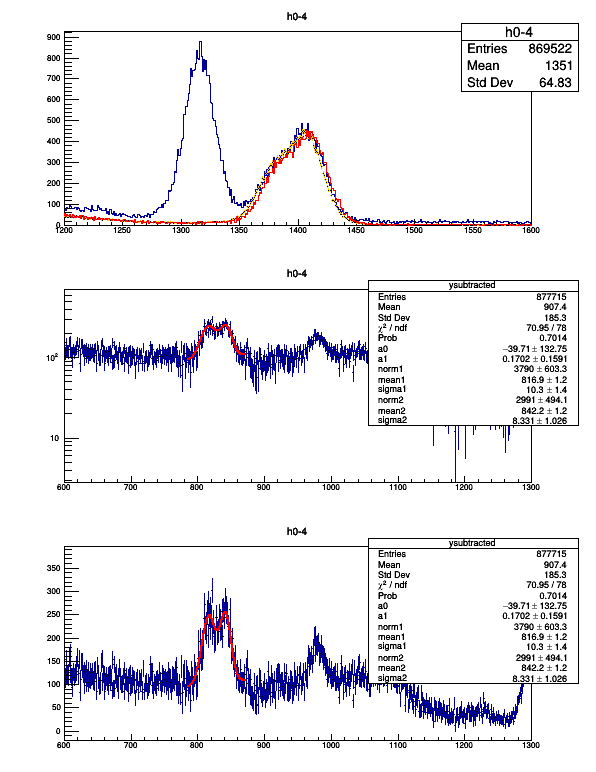 h0-4
h0-4
Entries 869522
Mean 1351
Std Dev 64.83
900
800
700
600
500
400
300
200
100
0
1200 1250 1300 1350 1400 1450 1500 1550 1600
h0-4
ysubtracted
Entries 877715
Mean 907.4
Std Dev 185.3
χ² / ndf 70.95 / 78
Prob 0.7014
a0 −39.71 ± 132.75
a1 0.1702 ± 0.1591
norm1 3790 ± 603.3
mean1 816.9 ± 1.2
sigma1 10.3 ± 1.4
norm2 2991 ± 494.1
mean2 842.2 ± 1.2
sigma2 8.331 ± 1.026
10²
10
600 700 800 900 1000 1100 1200 1300
h0-4
ysubtracted
Entries 877715
Mean 907.4
Std Dev 185.3
χ² / ndf 70.95 / 78
Prob 0.7014
a0 −39.71 ± 132.75
a1 0.1702 ± 0.1591
norm1 3790 ± 603.3
mean1 816.9 ± 1.2
sigma1 10.3 ± 1.4
norm2 2991 ± 494.1
mean2 842.2 ± 1.2
sigma2 8.331 ± 1.026
350
300
250
200
150
100
50
0
600 700 800 900 1000 1100 1200 1300